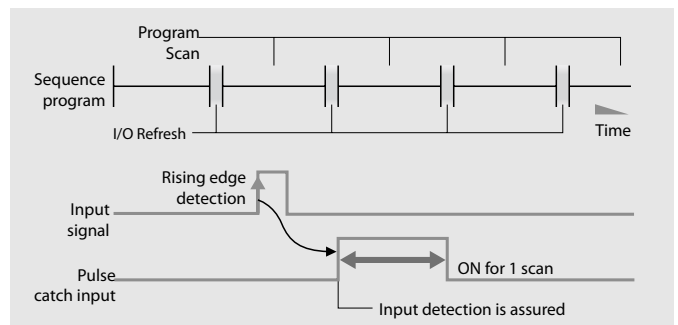 Program
Scan
Sequence
program
I/O Refresh
Time
Rising edge
detection
Input
signal
Pulse
catch input
ON for 1 scan
Input detection is assured